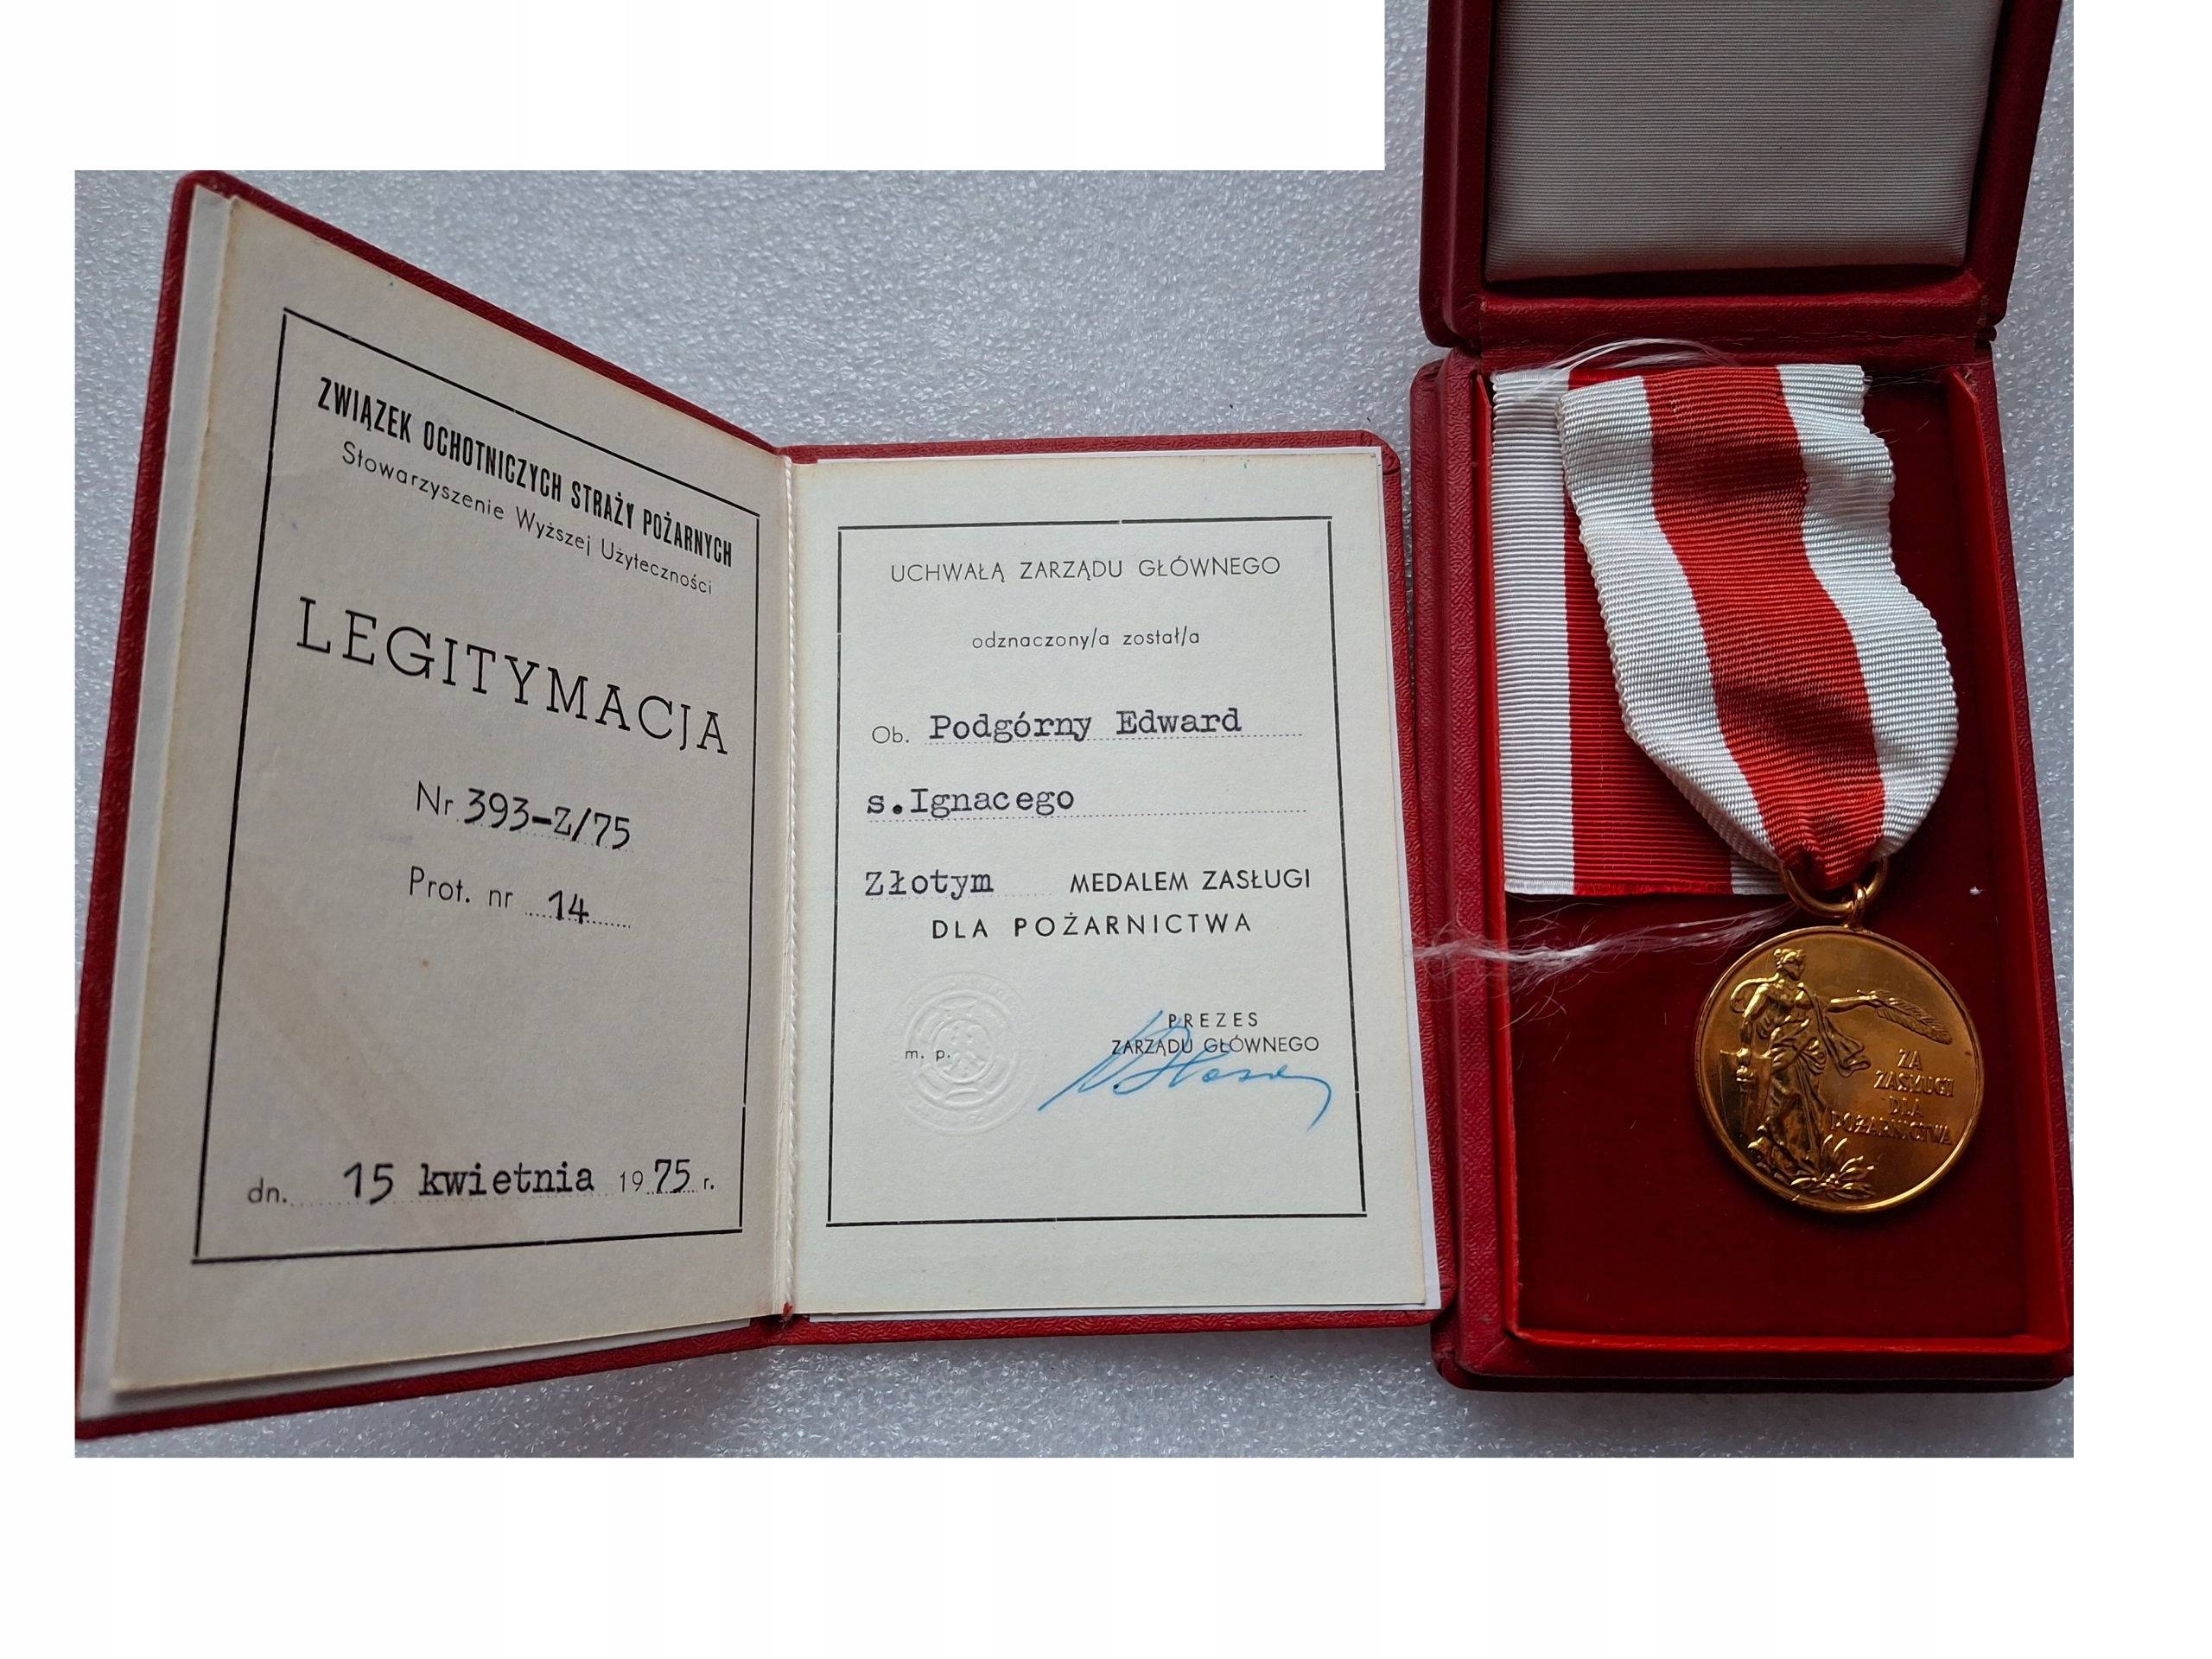 ZWIĄZEK OCHOTNICZYCH STRAŻY POŻARNYCH
Stowarzyszenie Wyższej Użyteczności
LEGITYMACJA
Nr 393-Z/75
Prot. nr 14
dn. 15 kwietnia 1975 r.
UCHWAŁĄ ZARZĄDU GŁÓWNEGO
odznaczony/a został/a
Ob. Podgórny Edward
s.Ignacego
Złotym MEDALEM ZASŁUGI
DLA POŻARNICTWA
m. p.
PREZES
ZARZĄDU GŁÓWNEGO
ZA
ZASŁUGI
DLA
POŻARNICTWA